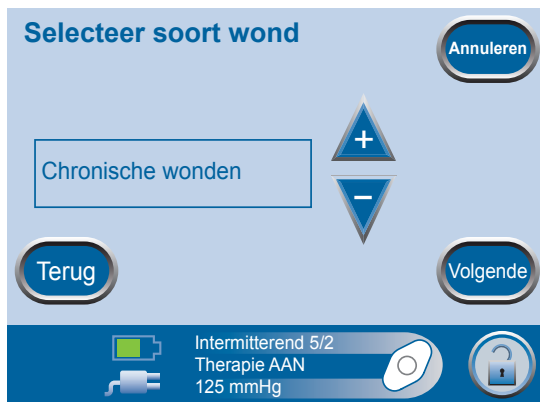 Selecteer soort wond
Annuleren
+
Chronische wonden
−
Terug
Volgende
Intermitterend 5/2
Therapie AAN
125 mmHg